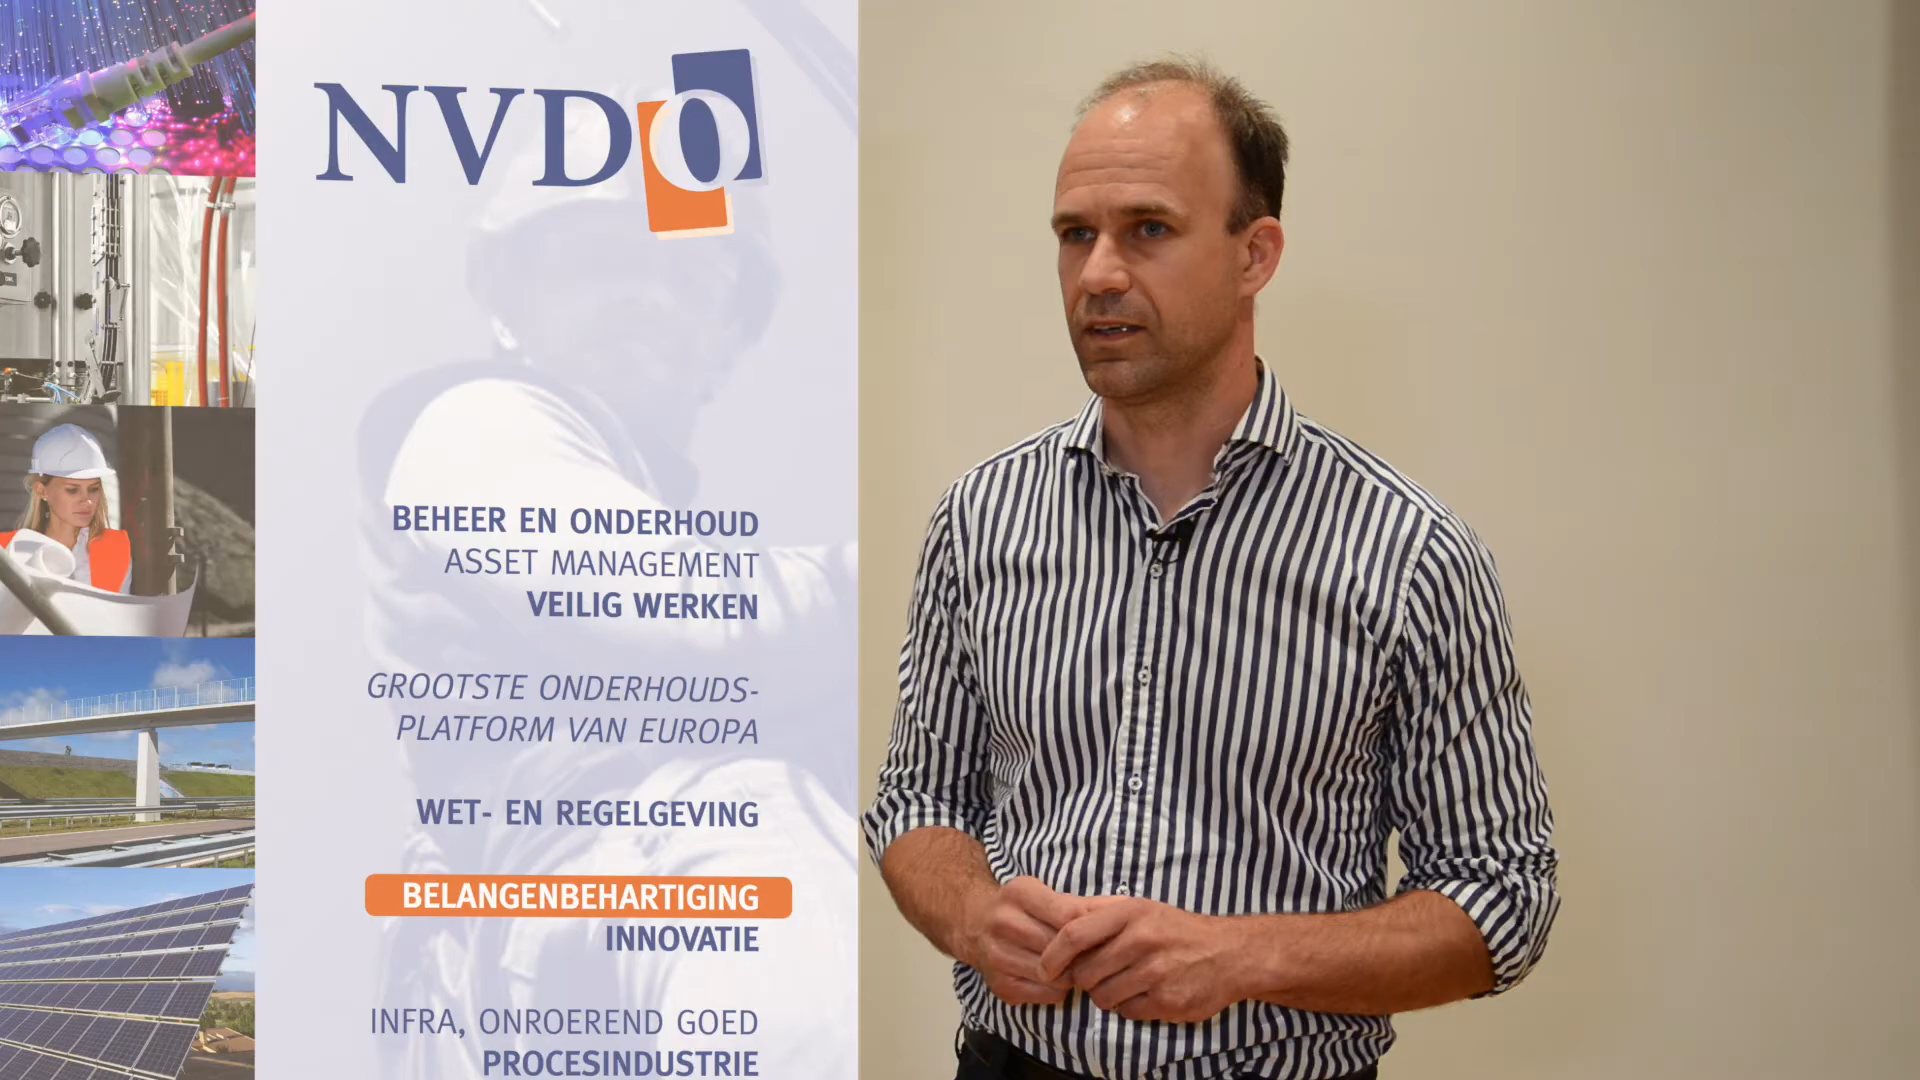 NVDO
BEHEER EN ONDERHOUD
ASSET MANAGEMENT
VEILIG WERKEN
GROOTSTE ONDERHOUDS-
PLATFORM VAN EUROPA
WET- EN REGELGEVING
BELANGENBEHARTIGING
INNOVATIE
INFRA, ONROEREND GOED
PROCESINDUSTRIE